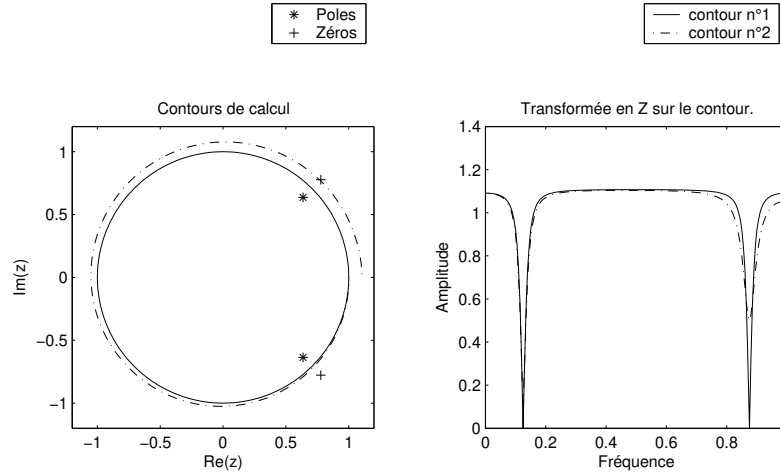 Poles
Zéros
contour n°1
contour n°2
Contours de calcul
1
0.5
0
−0.5
−1
Im(z)
−1 −0.5 0 0.5 1
Re(z)
Transformée en Z sur le contour.
1.4
1.2
1
0.8
0.6
0.4
0.2
0
Amplitude
0 0.2 0.4 0.6 0.8
Fréquence